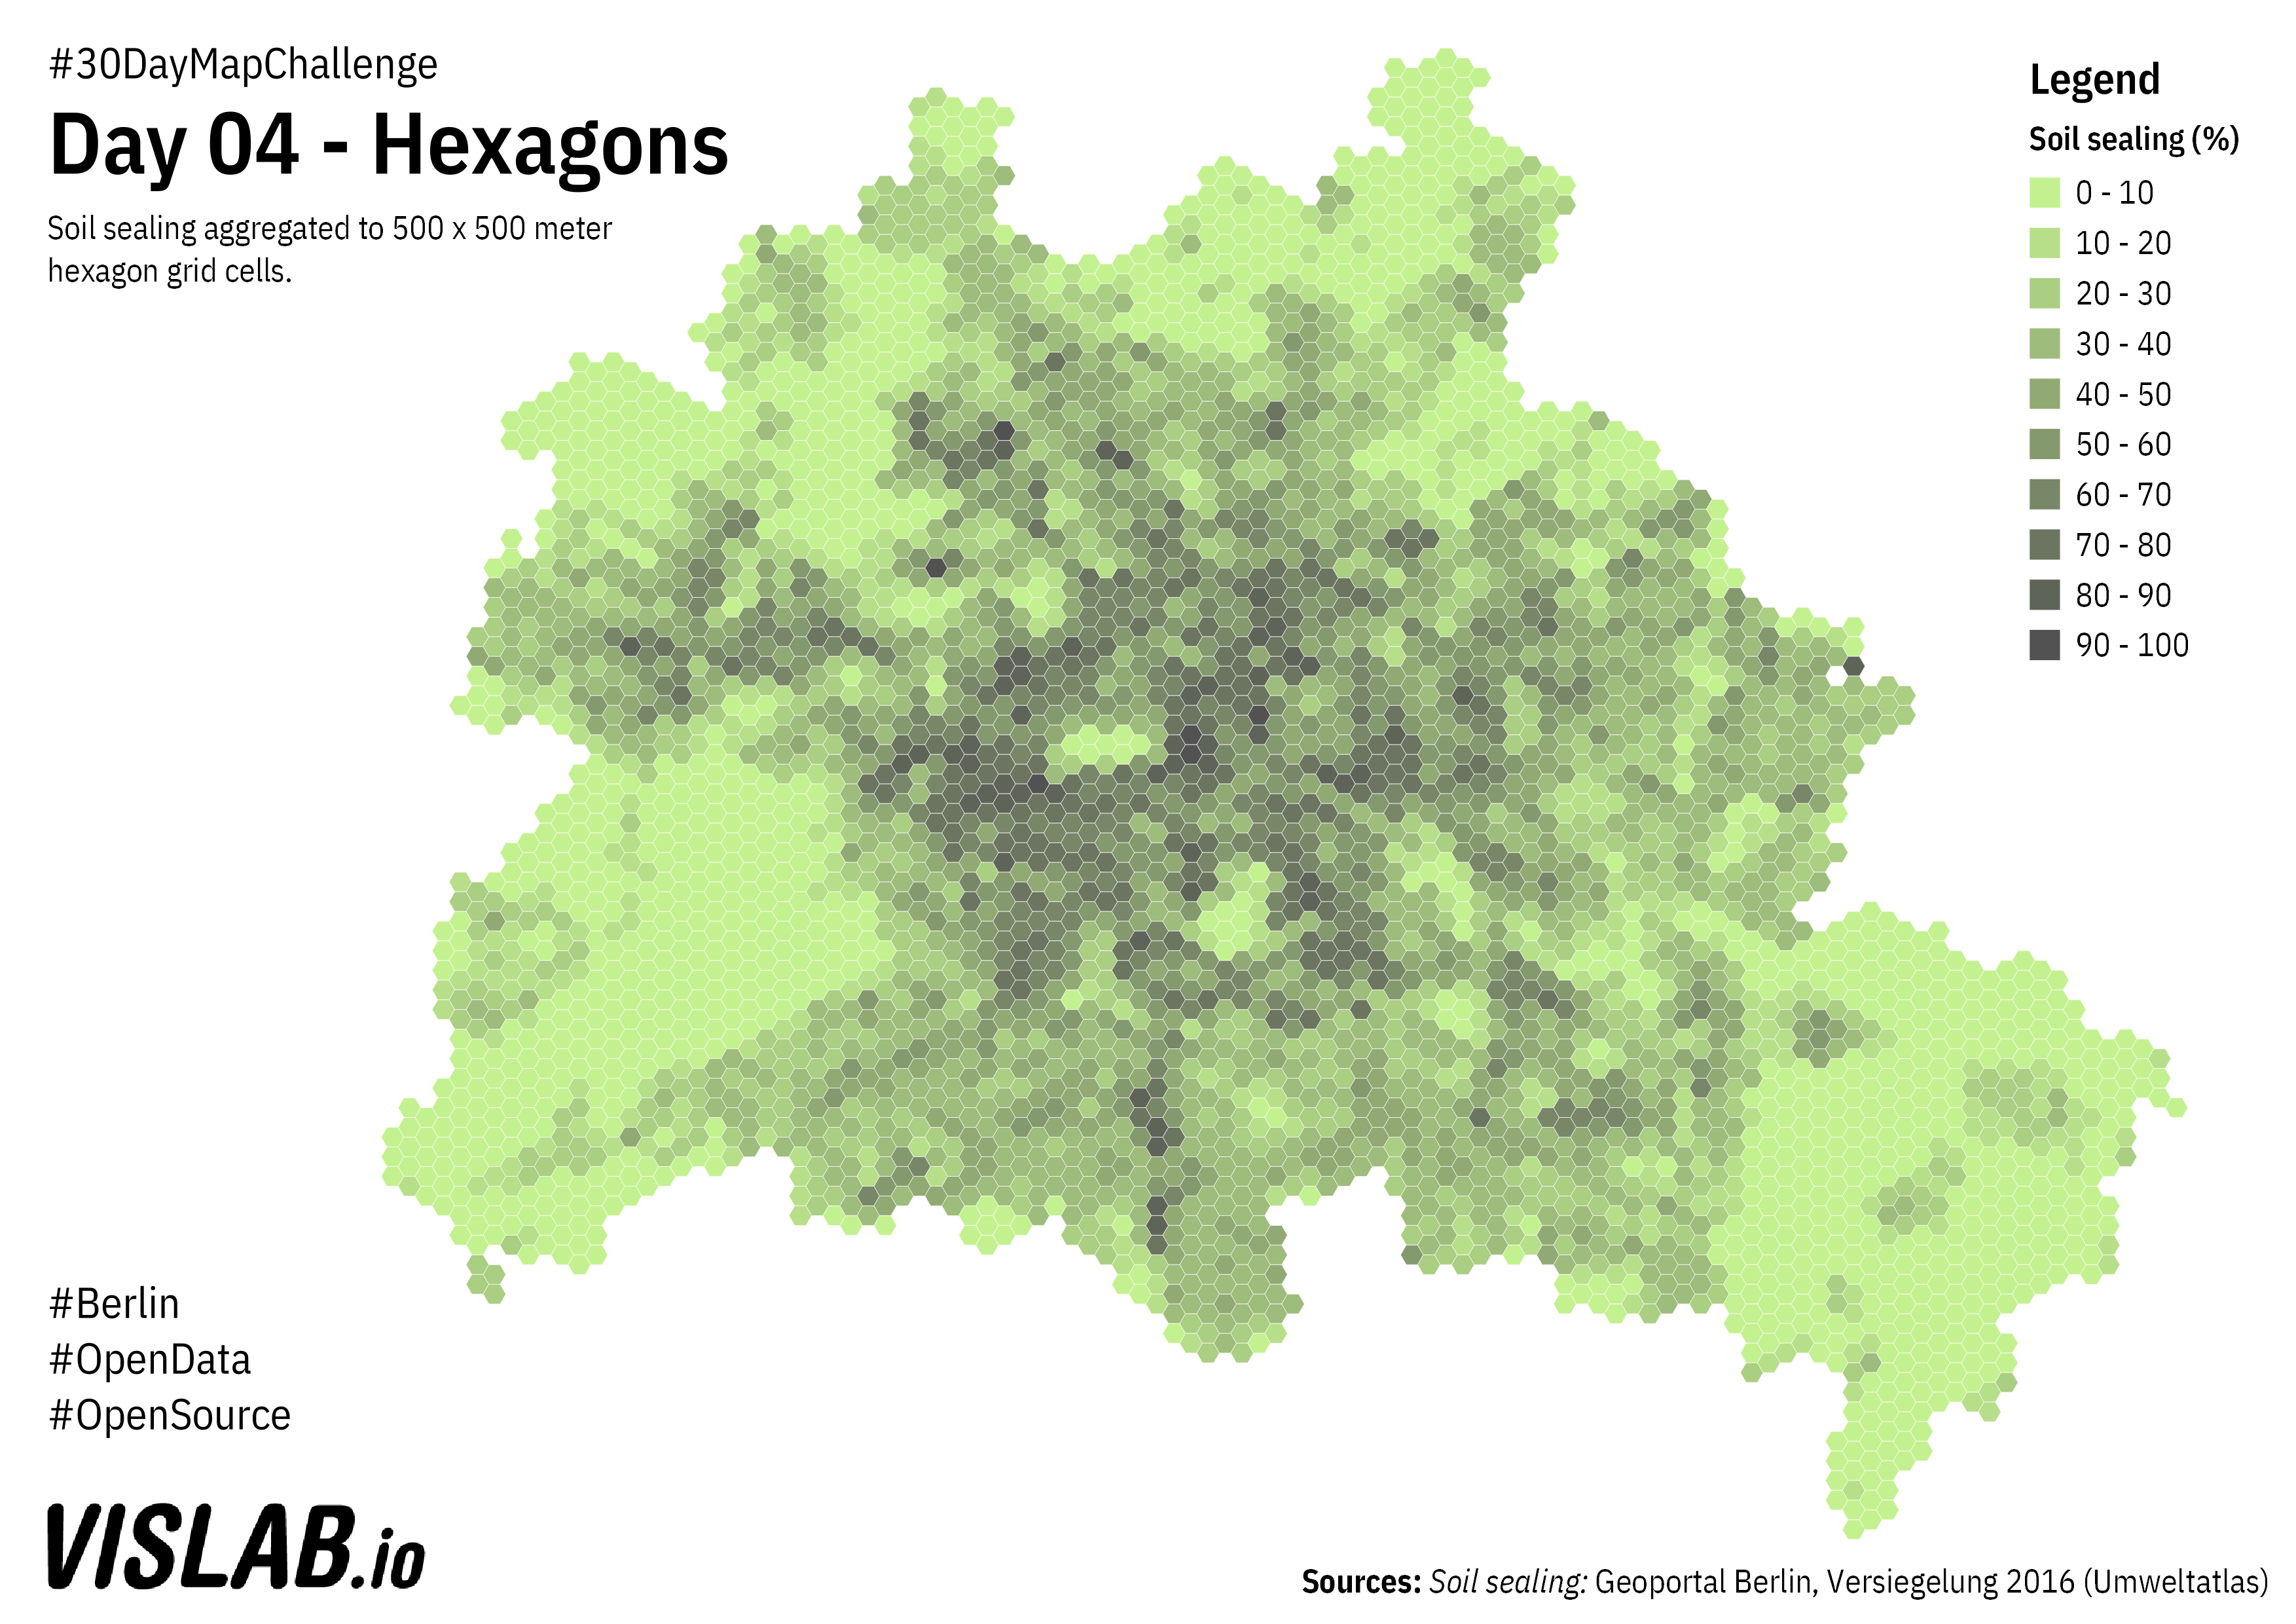 #30DayMapChallenge
Day 04 - Hexagons
Soil sealing aggregated to 500 x 500 meter
hexagon grid cells.
Legend
Soil sealing (%)
0 - 10
10 - 20
20 - 30
30 - 40
40 - 50
50 - 60
60 - 70
70 - 80
80 - 90
90 - 100
#Berlin
#OpenData
#OpenSource
VISLAB.io
Sources: Soil sealing: Geoportal Berlin, Versiegelung 2016 (Umweltatlas)